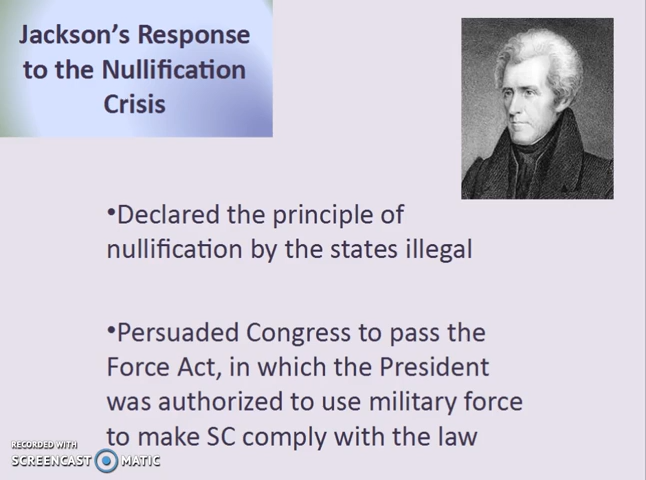 Jackson’s Response
to the Nullification
Crisis
•Declared the principle of
nullification by the states illegal
•Persuaded Congress to pass the
Force Act, in which the President
was authorized to use military force
to make SC comply with the law
RECORDED WITH
SCREENCAST MATIC